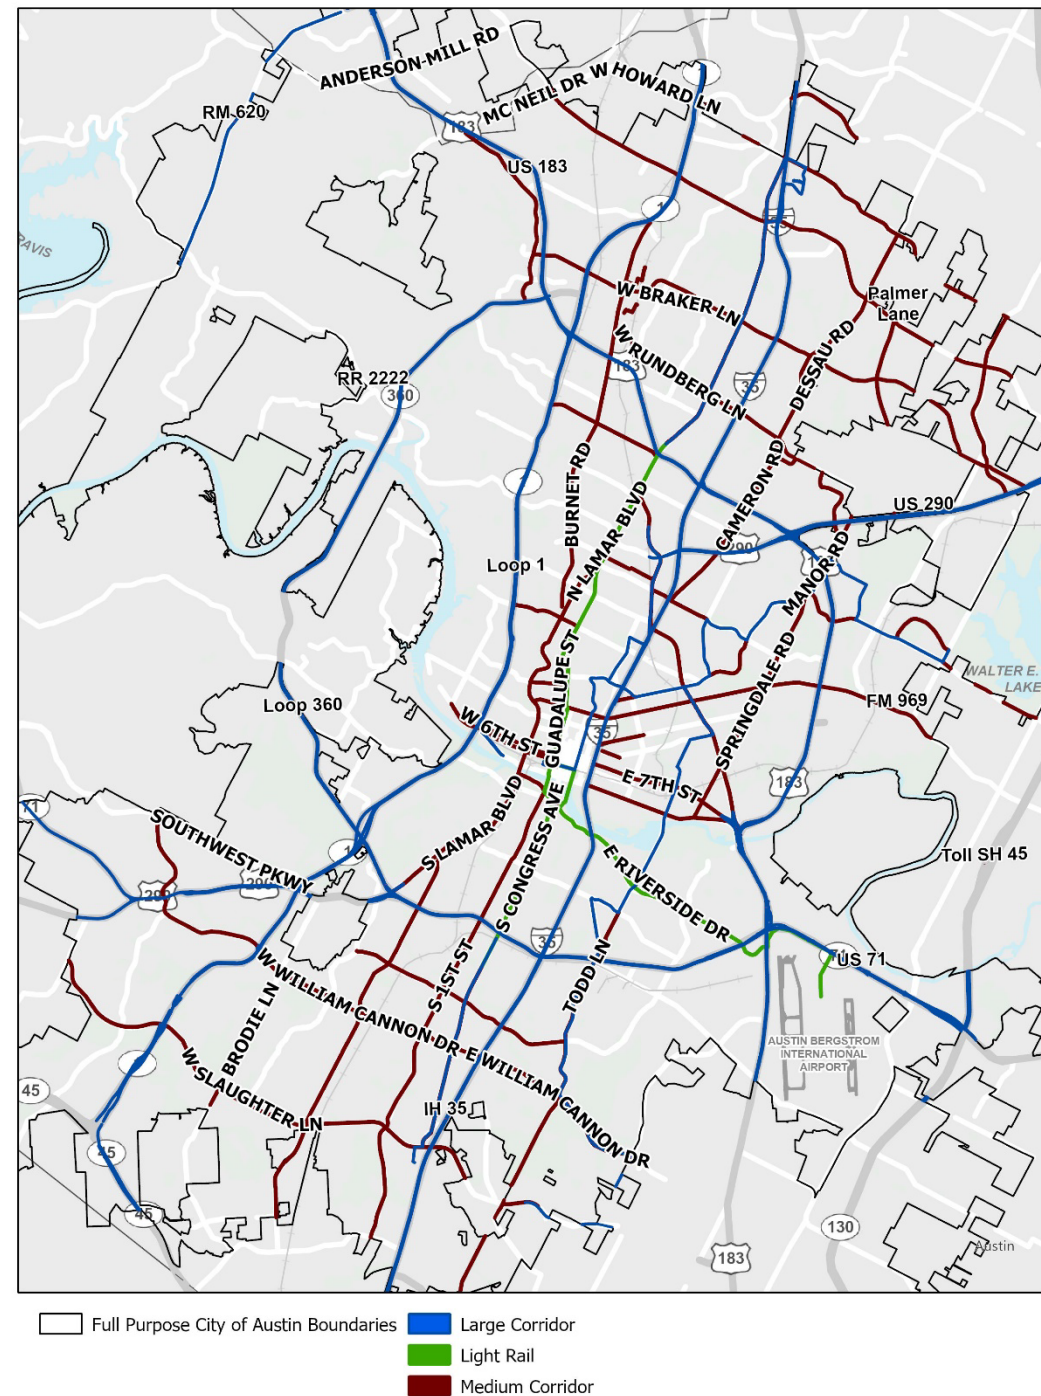 ANDERSON MILL RD
MC NEIL DR W HOWARD LN
RM 620
183
1
US 183
1
35
RAVIS
W BRAKER LN
Palmer
Lane
DESSAU RD
W RUNDBERG LN
183
35
RR 2222
360
CAMERON RD
BURNET RD
1
US 290
N LAMAR BLVD
290
MANOR RD
Loop 1
GUADALUPE ST
SPRINGDALE RD
WALTER E.
LAKE
FM 969
Loop 360
W 6TH ST
35
E 7TH ST
183
71
SOUTHWEST PKWY
1
S LAMAR BLVD
S CONGRESS AVE
E RIVERSIDE DR
Toll SH 45
290
290
35
71
US 71
S 1ST ST
TODD LN
W WILLIAM CANNON DR
E WILLIAM CANNON DR
BRODIE LN
AUSTIN BERGSTROM
INTERNATIONAL
AIRPORT
W SLAUGHTER LN
45
IH 35
45
45
130
Austin
183
Full Purpose City of Austin Boundaries
Large Corridor
Light Rail
Medium Corridor